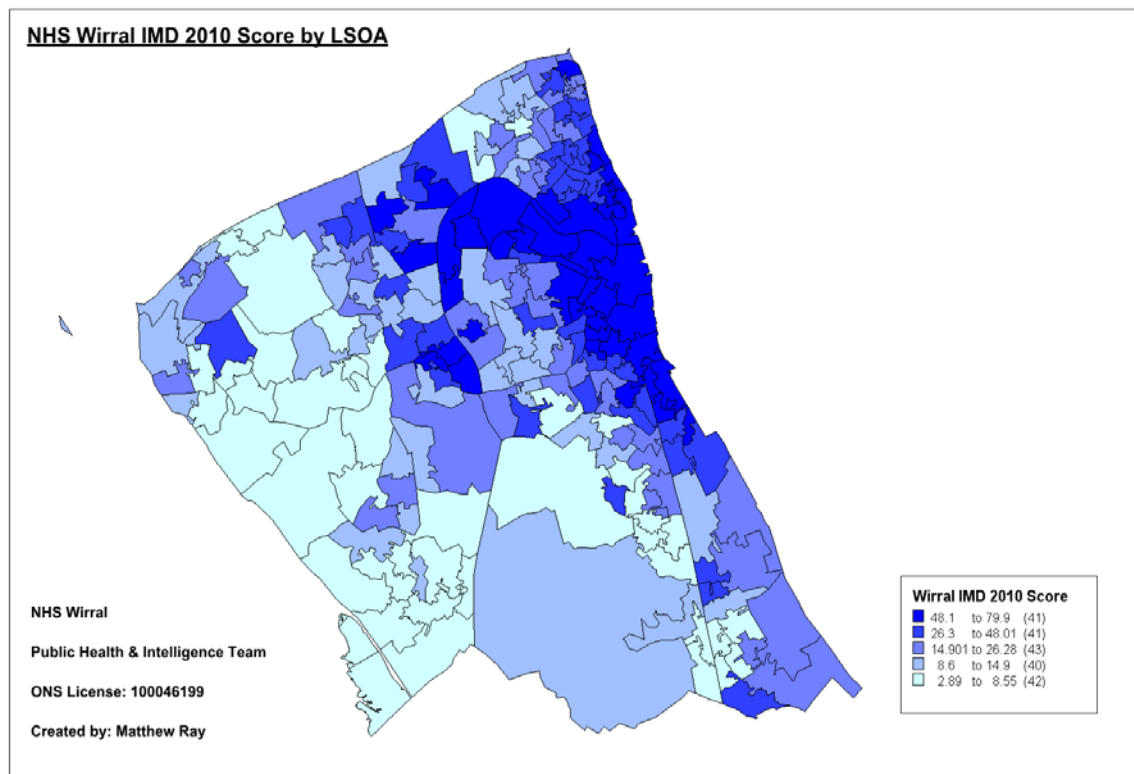 NHS Wirral IMD 2010 Score by LSOA
NHS Wirral
Public Health & Intelligence Team
ONS License: 100046199
Created by: Matthew Ray
Wirral IMD 2010 Score
48.1 to 79.9 (41)
26.3 to 48.01 (41)
14.901 to 26.28 (43)
8.6 to 14.9 (40)
2.89 to 8.55 (42)